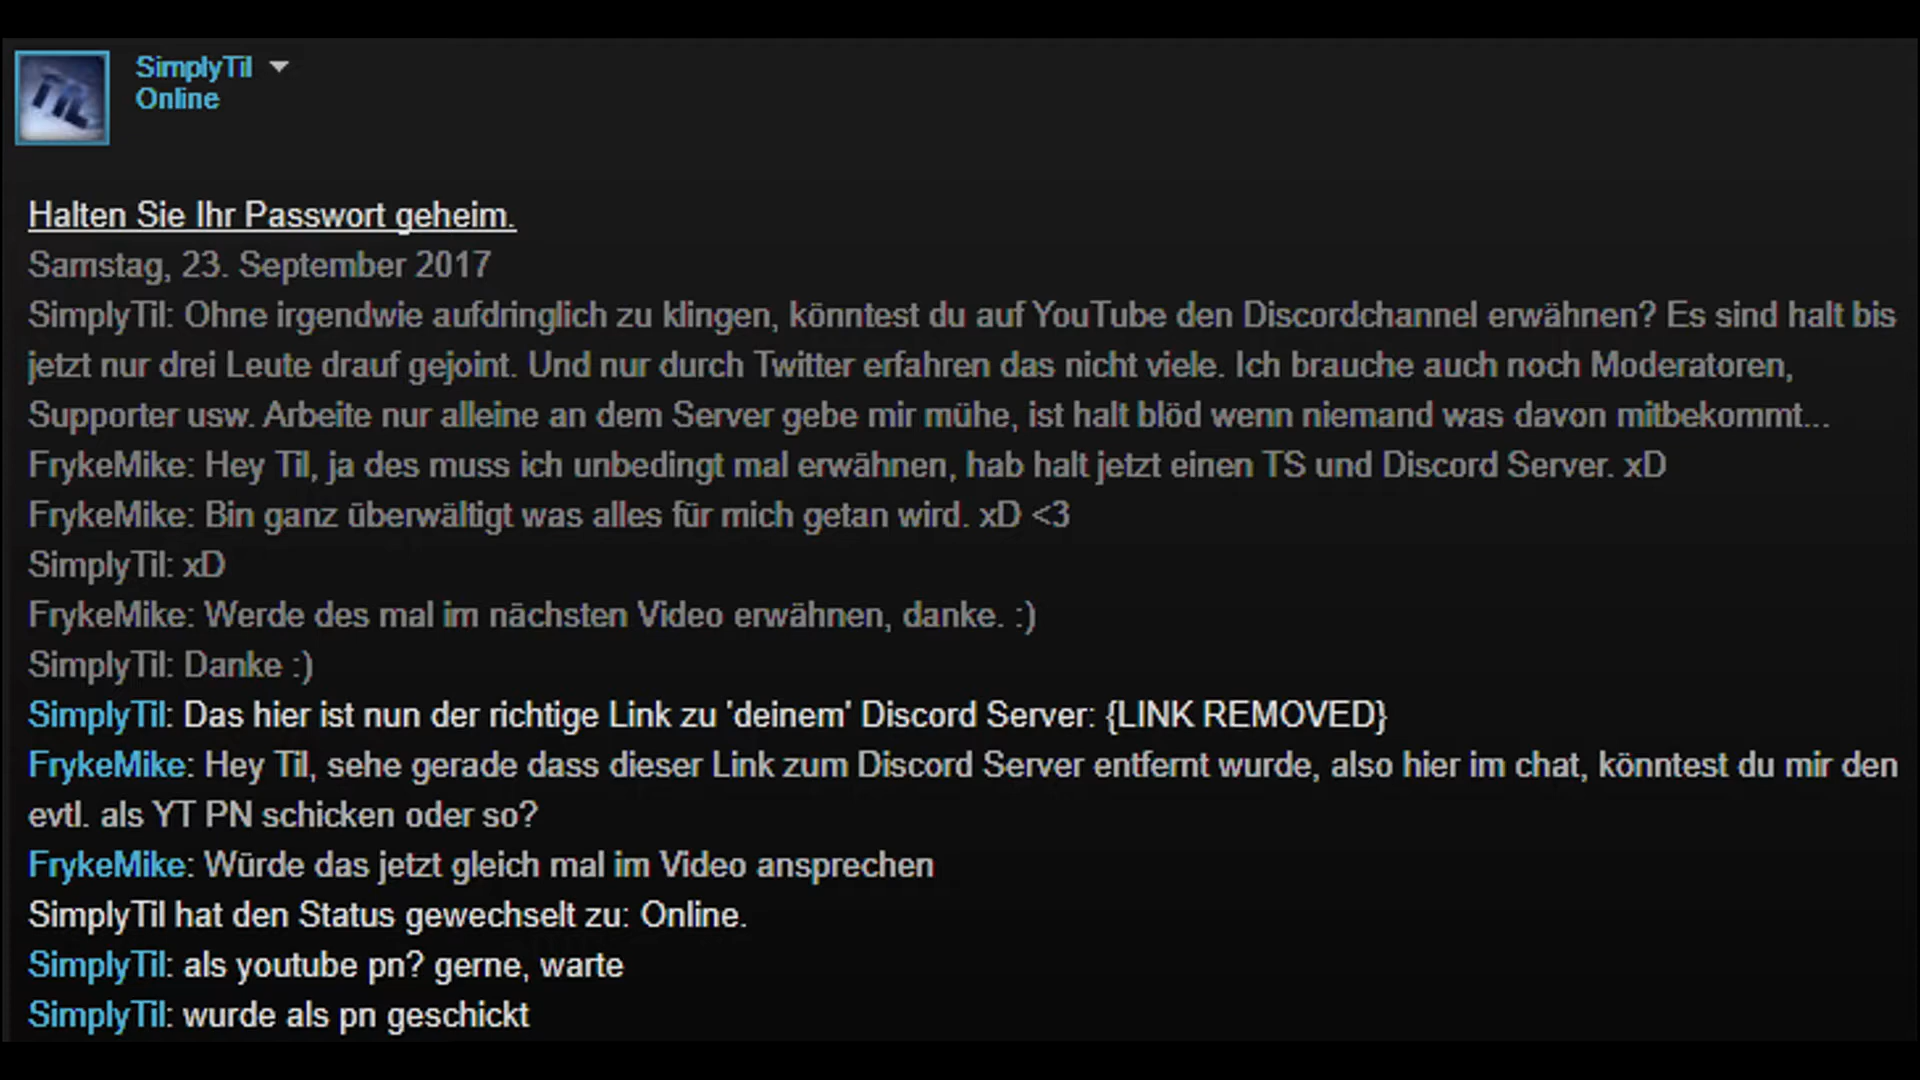 TIL
SimplyTil
Online
Halten Sie Ihr Passwort geheim.
Samstag, 23. September 2017
SimplyTil: Ohne irgendwie aufdringlich zu klingen, könntest du auf YouTube den Discordchannel erwähnen? Es sind halt bis
jetzt nur drei Leute drauf gejoint. Und nur durch Twitter erfahren das nicht viele. Ich brauche auch noch Moderatoren,
Supporter usw. Arbeite nur alleine an dem Server gebe mir mühe, ist halt blöd wenn niemand was davon mitbekommt...
FrykeMike: Hey Til, ja des muss ich unbedingt mal erwähnen, hab halt jetzt einen TS und Discord Server. xD
FrykeMike: Bin ganz überwältigt was alles für mich getan wird. xD <3
SimplyTil: xD
FrykeMike: Werde des mal im nächsten Video erwähnen, danke. :)
SimplyTil: Danke :)
SimplyTil: Das hier ist nun der richtige Link zu 'deinem' Discord Server: {LINK REMOVED}
FrykeMike: Hey Til, sehe gerade dass dieser Link zum Discord Server entfernt wurde, also hier im chat, könntest du mir den
evtl. als YT PN schicken oder so?
FrykeMike: Würde das jetzt gleich mal im Video ansprechen
SimplyTil hat den Status gewechselt zu: Online.
SimplyTil: als youtube pn? gerne, warte
SimplyTil: wurde als pn geschickt